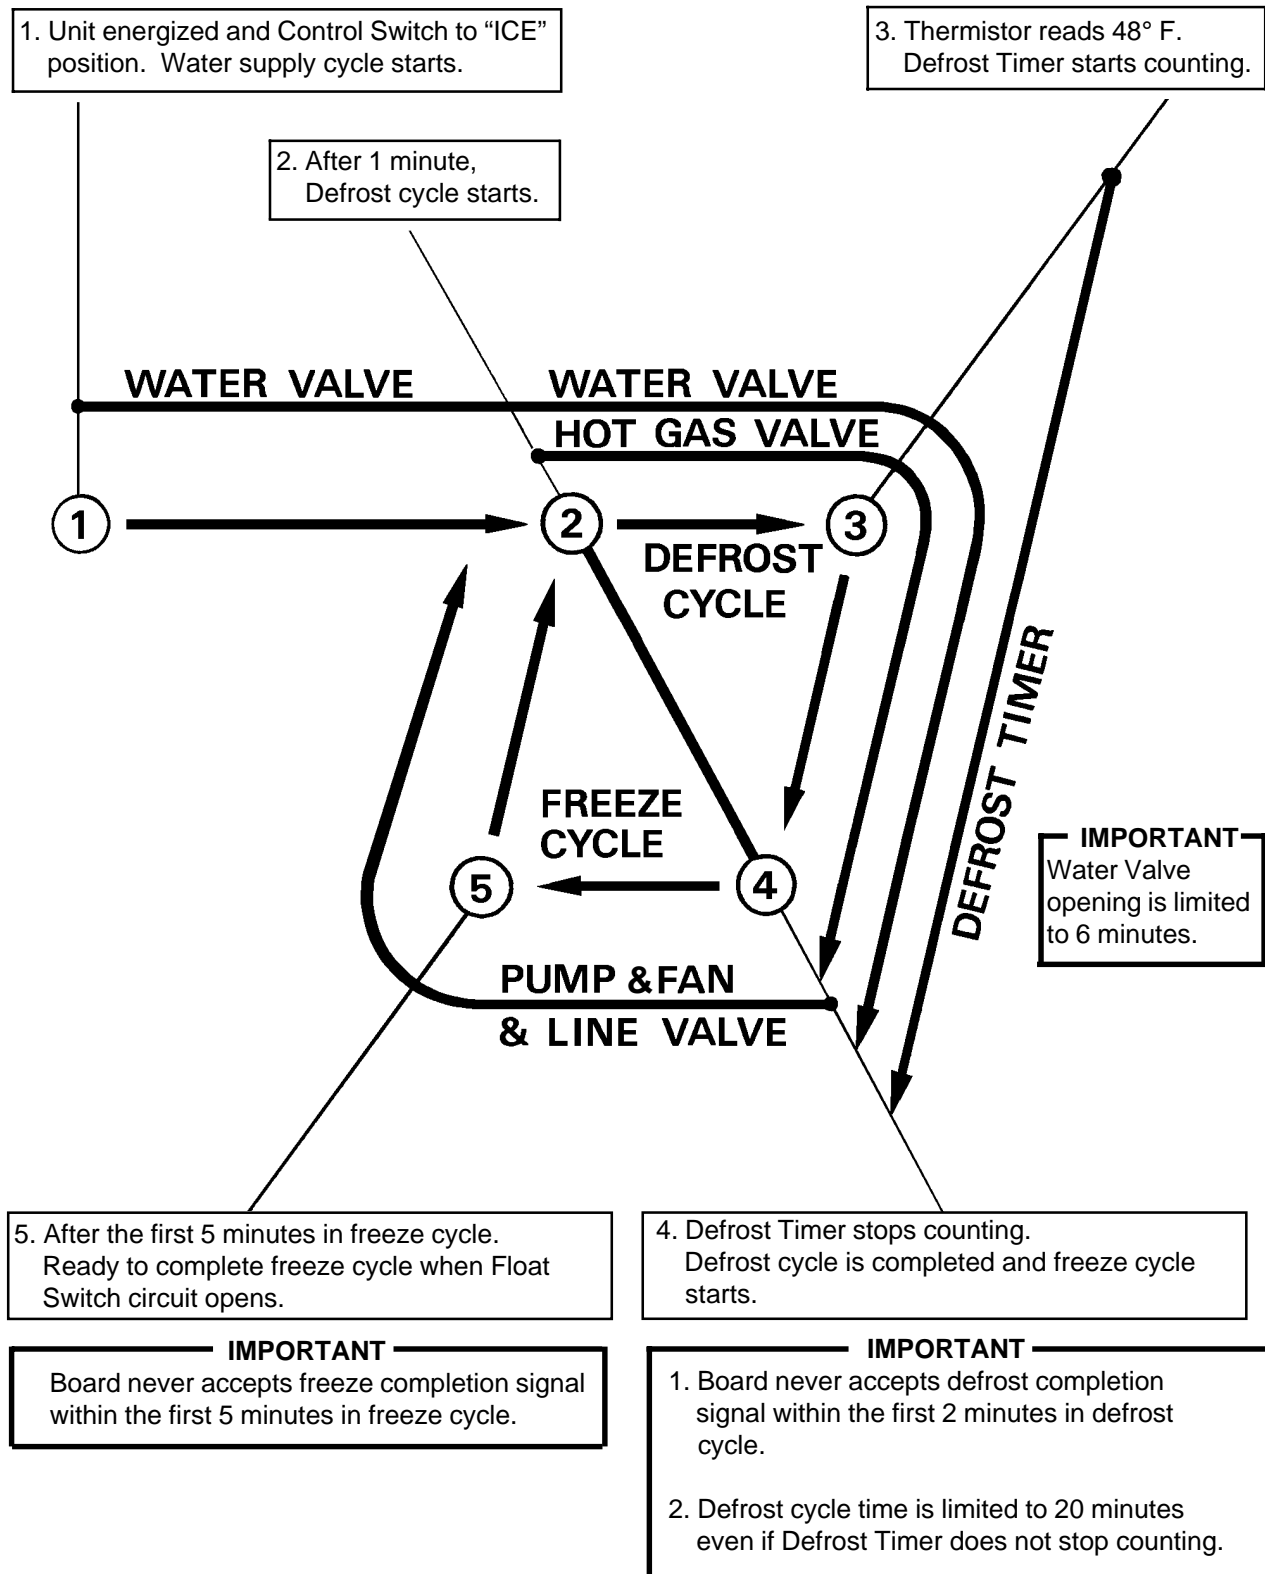 1. Unit energized and Control Switch to “ICE”
position. Water supply cycle starts.
3. Thermistor reads 48° F.
Defrost Timer starts counting.
2. After 1 minute,
Defrost cycle starts.
WATER VALVE
WATER VALVE
HOT GAS VALVE
1
2
3
DEFROST
CYCLE
DEFROST TIMER
FREEZE
CYCLE
5
4
IMPORTANT
Water Valve
opening is limited
to 6 minutes.
PUMP & FAN
& LINE VALVE
5. After the first 5 minutes in freeze cycle.
Ready to complete freeze cycle when Float
Switch circuit opens.
4. Defrost Timer stops counting.
Defrost cycle is completed and freeze cycle
starts.
IMPORTANT
Board never accepts freeze completion signal
within the first 5 minutes in freeze cycle.
IMPORTANT
1. Board never accepts defrost completion
signal within the first 2 minutes in defrost
cycle.
2. Defrost cycle time is limited to 20 minutes
even if Defrost Timer does not stop counting.